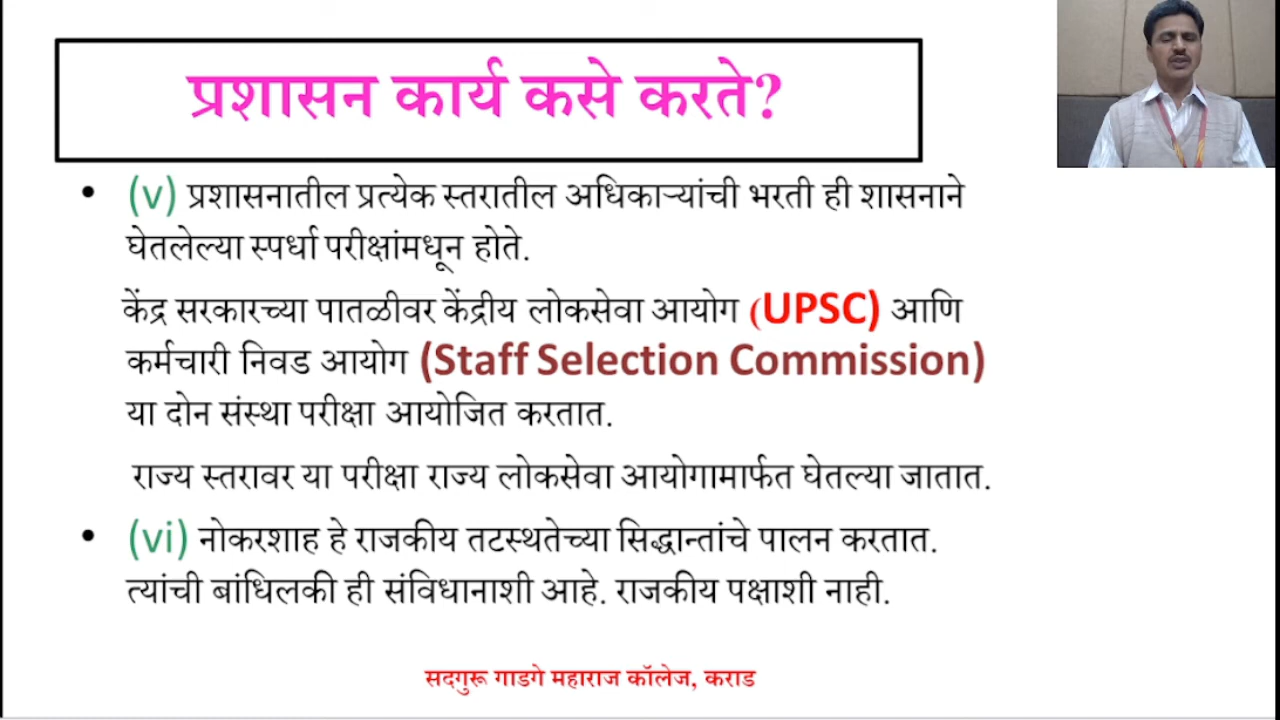 प्रशासन कार्य कसे करते?
• (v) प्रशासनातील प्रत्येक स्तरातील अधिकाऱ्यांची भरती ही शासनाने
घेतलेल्या स्पर्धा परीक्षांमधून होते.
केंद्र सरकारच्या पातळीवर केंद्रीय लोकसेवा आयोग (UPSC) आणि
कर्मचारी निवड आयोग (Staff Selection Commission)
या दोन संस्था परीक्षा आयोजित करतात.
राज्य स्तरावर या परीक्षा राज्य लोकसेवा आयोगामार्फत घेतल्या जातात.
• (vi) नोकरशाह हे राजकीय तटस्थतेच्या सिद्धान्तांचे पालन करतात.
त्यांची बांधिलकी ही संविधानाशी आहे. राजकीय पक्षाशी नाही.
सदगुरू गाडगे महाराज कॉलेज, कराड